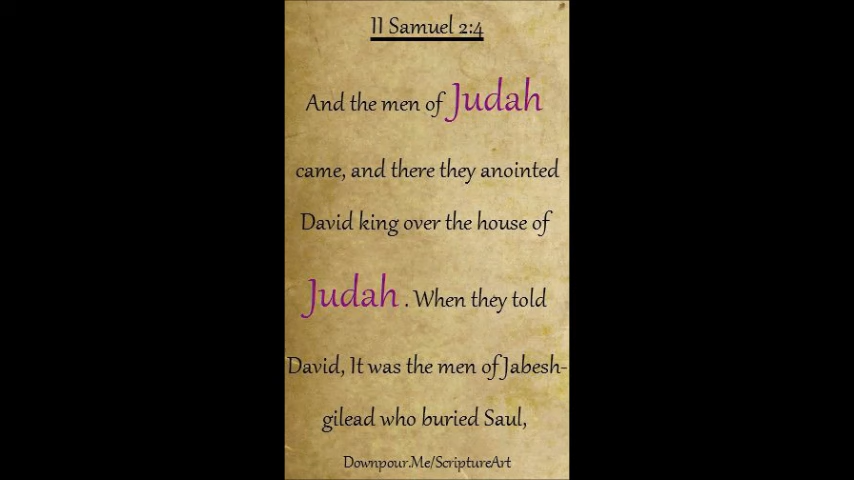 II Samuel 2:4
And the men of Judah
came, and there they anointed
David king over the house of
Judah . When they told
David, It was the men of Jabesh-
gilead who buried Saul,
Downpour.Me/ScriptureArt